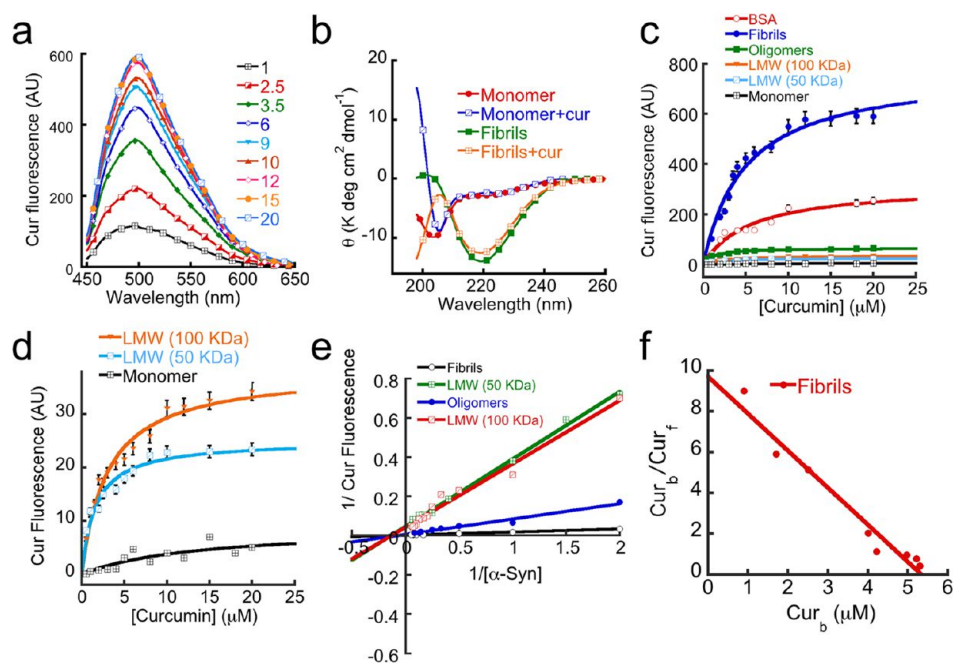 a
Cur fluorescence (AU)
600
400
200
0
450
500
550
600
650
Wavelength (nm)
1
2.5
3.5
6
9
10
12
15
20
b
θ (K deg cm² dmol⁻¹)
20
10
0
-10
200
220
240
260
Wavelength (nm)
Monomer
Monomer+cur
Fibrils
Fibrils+cur
c
BSA
Fibrils
Oligomers
LMW (100 KDa)
LMW (50 KDa)
Monomer
Cur fluorescence (AU)
800
600
400
200
0
0
5
10
15
20
25
[Curcumin] (μM)
d
LMW (100 KDa)
LMW (50 KDa)
Monomer
Cur Fluorescence (AU)
30
20
10
0
0
5
10
15
20
25
[Curcumin] (μM)
e
Fibrils
LMW (50 KDa)
Oligomers
LMW (100 KDa)
1/ Cur Fluorescence
1
0.8
0.6
0.4
0.2
-0.2
-0.4
-0.6
-0.5
0.5
1
1.5
2
1/[α-Syn]
f
Fibrils
Cur_b/Cur_f
10
8
6
4
2
0
0
1
2
3
4
5
6
Cur_b (μM)